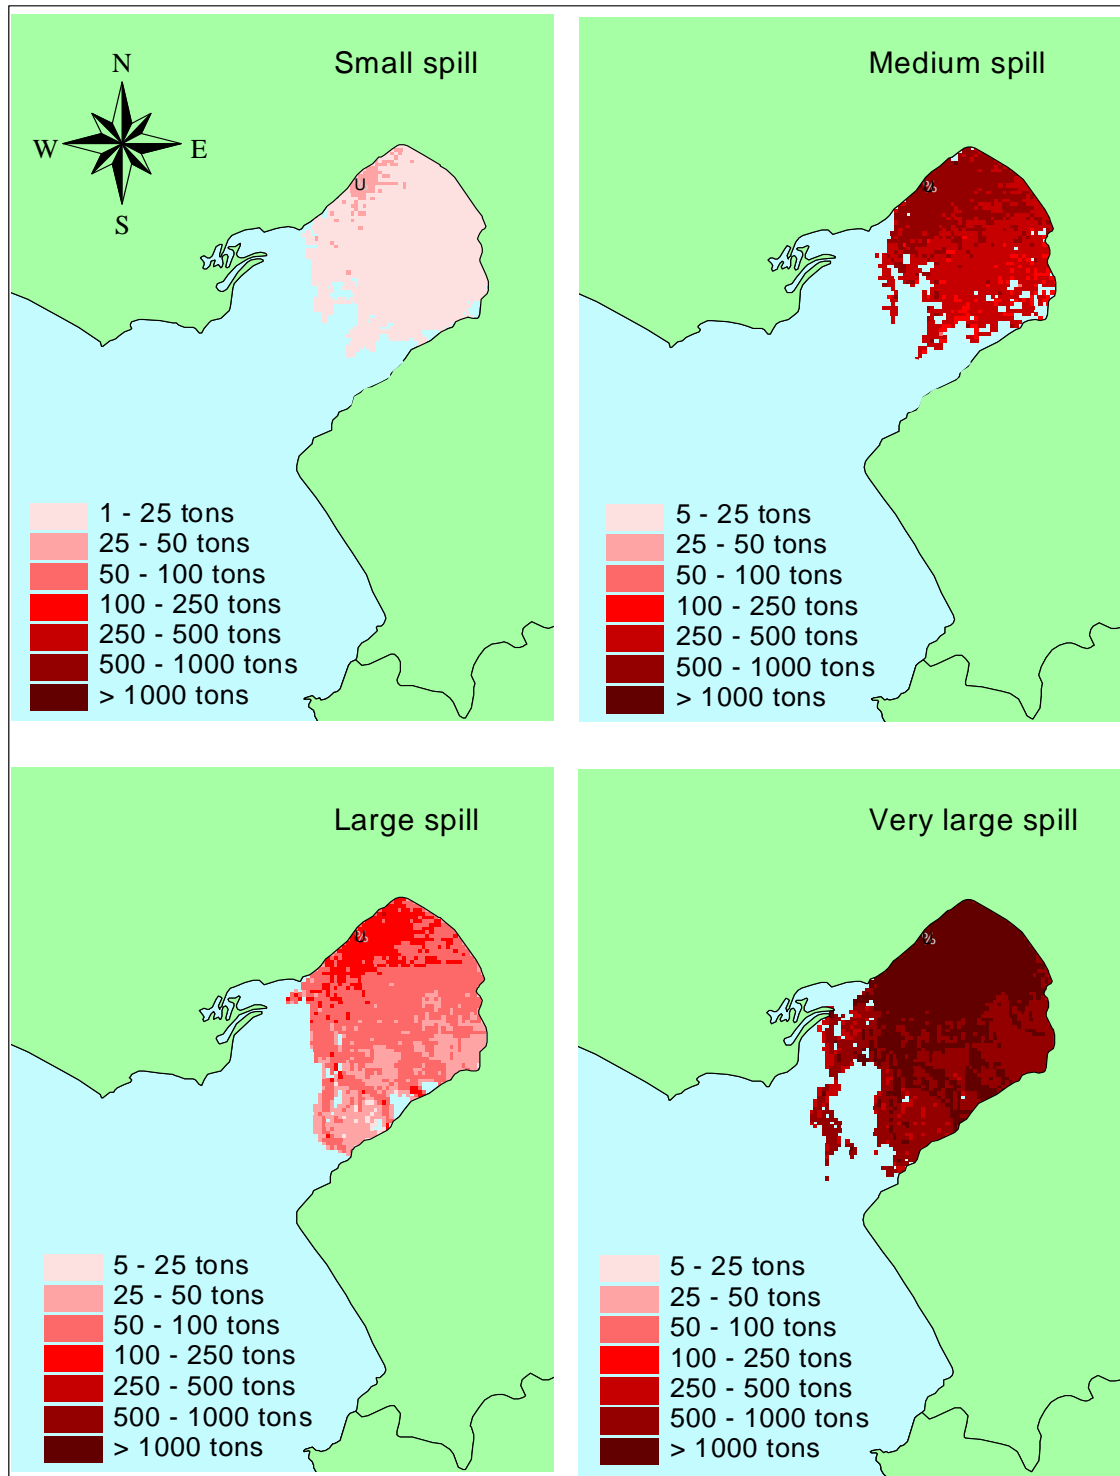 Small spill
N
W
E
S
U
1 - 25 tons
25 - 50 tons
50 - 100 tons
100 - 250 tons
250 - 500 tons
500 - 1000 tons
> 1000 tons
Medium spill
5 - 25 tons
25 - 50 tons
50 - 100 tons
100 - 250 tons
250 - 500 tons
500 - 1000 tons
> 1000 tons
Large spill
5 - 25 tons
25 - 50 tons
50 - 100 tons
100 - 250 tons
250 - 500 tons
500 - 1000 tons
> 1000 tons
Very large spill
5 - 25 tons
25 - 50 tons
50 - 100 tons
100 - 250 tons
250 - 500 tons
500 - 1000 tons
> 1000 tons